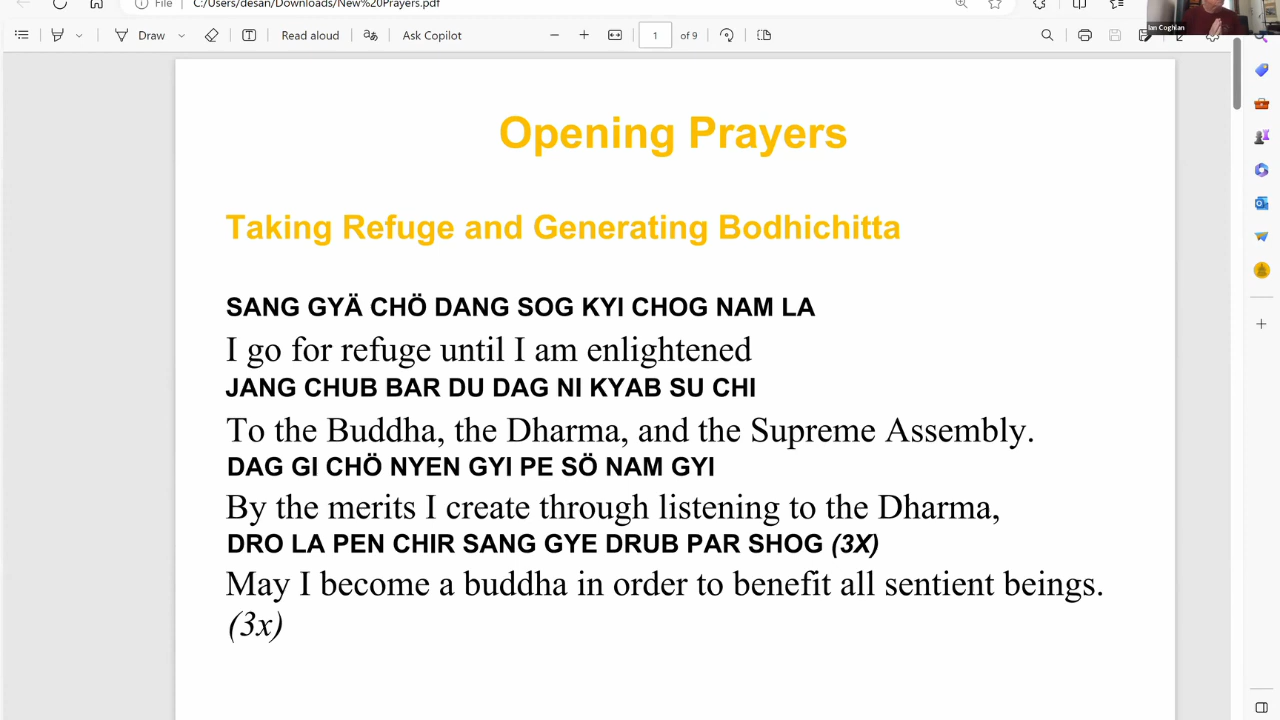 File
C:/Users/desan/Downloads/New%20Prayers.pdf
Draw
Read aloud
Ask Copilot
1
of 9
Ian Coghlan
Opening Prayers
Taking Refuge and Generating Bodhichitta
SANG GYÄ CHÖ DANG SOG KYI CHOG NAM LA
I go for refuge until I am enlightened
JANG CHUB BAR DU DAG NI KYAB SU CHI
To the Buddha, the Dharma, and the Supreme Assembly.
DAG GI CHÖ NYEN GYI PE SÖ NAM GYI
By the merits I create through listening to the Dharma,
DRO LA PEN CHIR SANG GYE DRUB PAR SHOG (3X)
May I become a buddha in order to benefit all sentient beings.
(3x)